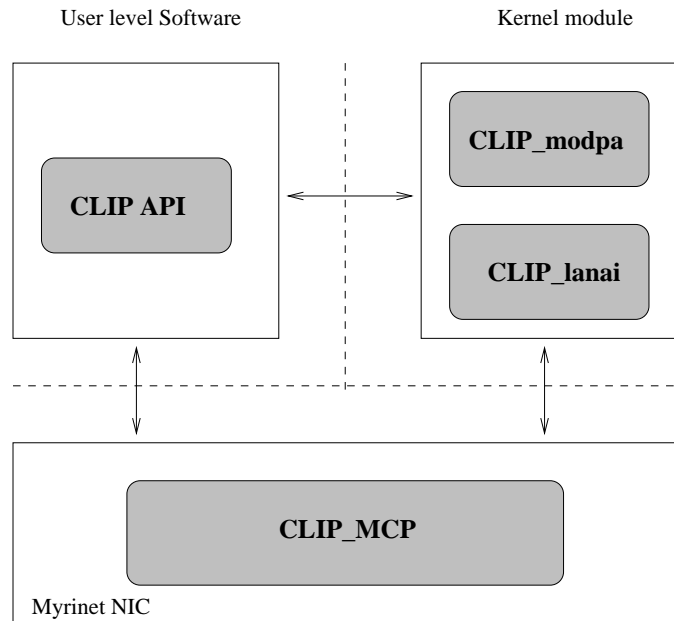 User level Software
Kernel module
CLIP_modpa
CLIP API
CLIP_lanai
CLIP_MCP
Myrinet NIC